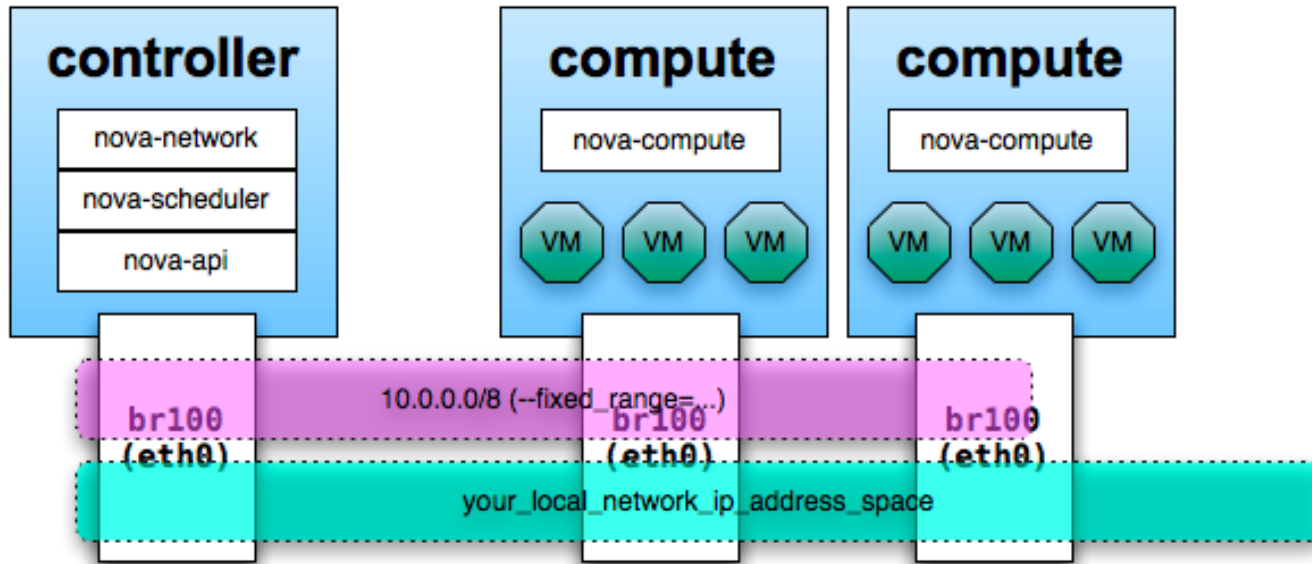 controller
nova-network
nova-scheduler
nova-api
compute
nova-compute
VM VM VM
compute
nova-compute
VM VM VM
10.0.0.0/8 (--fixed_range=...)
br100
(eth0)
br100
(eth0)
br100
(eth0)
your_local_network_ip_address_space